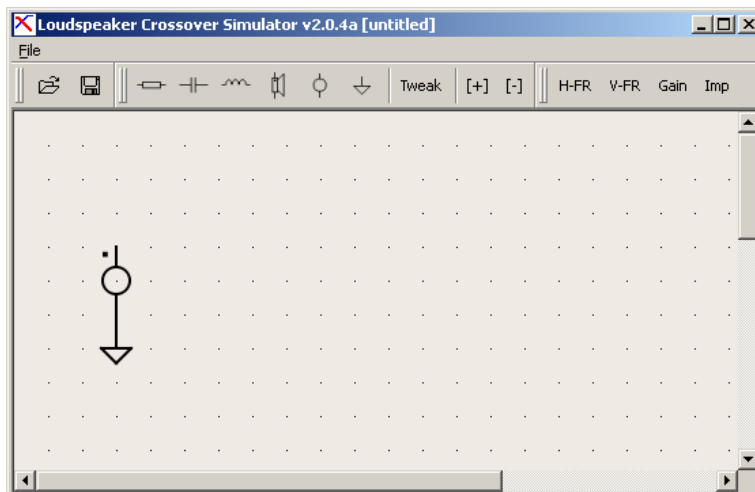 Loudspeaker Crossover Simulator v2.0.4a [untitled]
File
Tweak [+] [-] H-FR V-FR Gain Imp